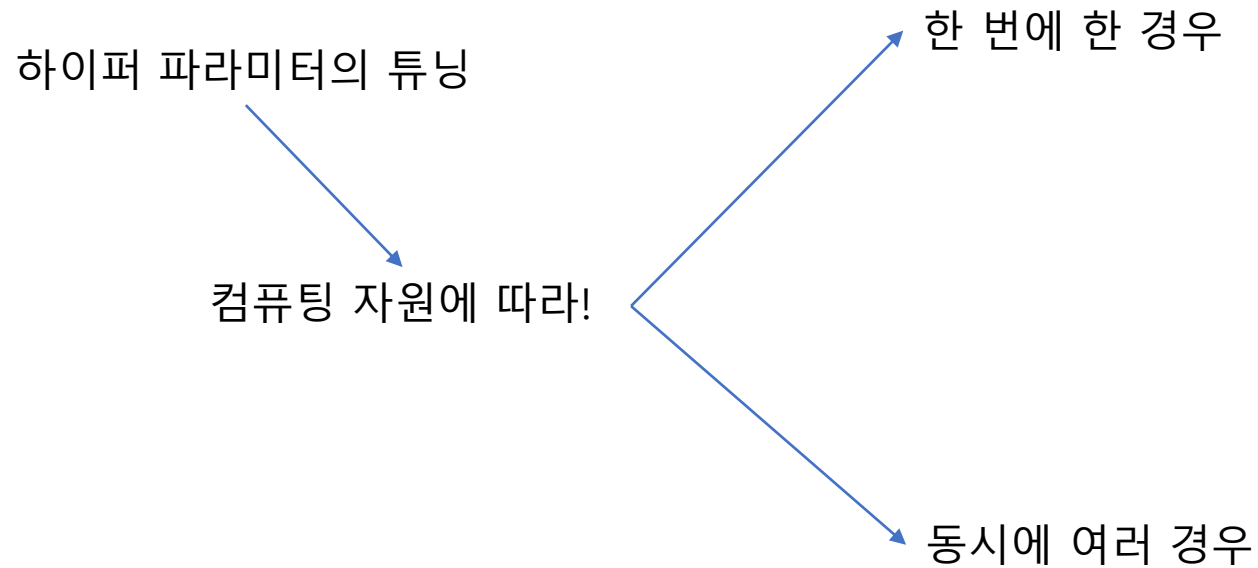 하이퍼 파라미터의 튜닝
컴퓨팅 자원에 따라!
한 번에 한 경우
동시에 여러 경우